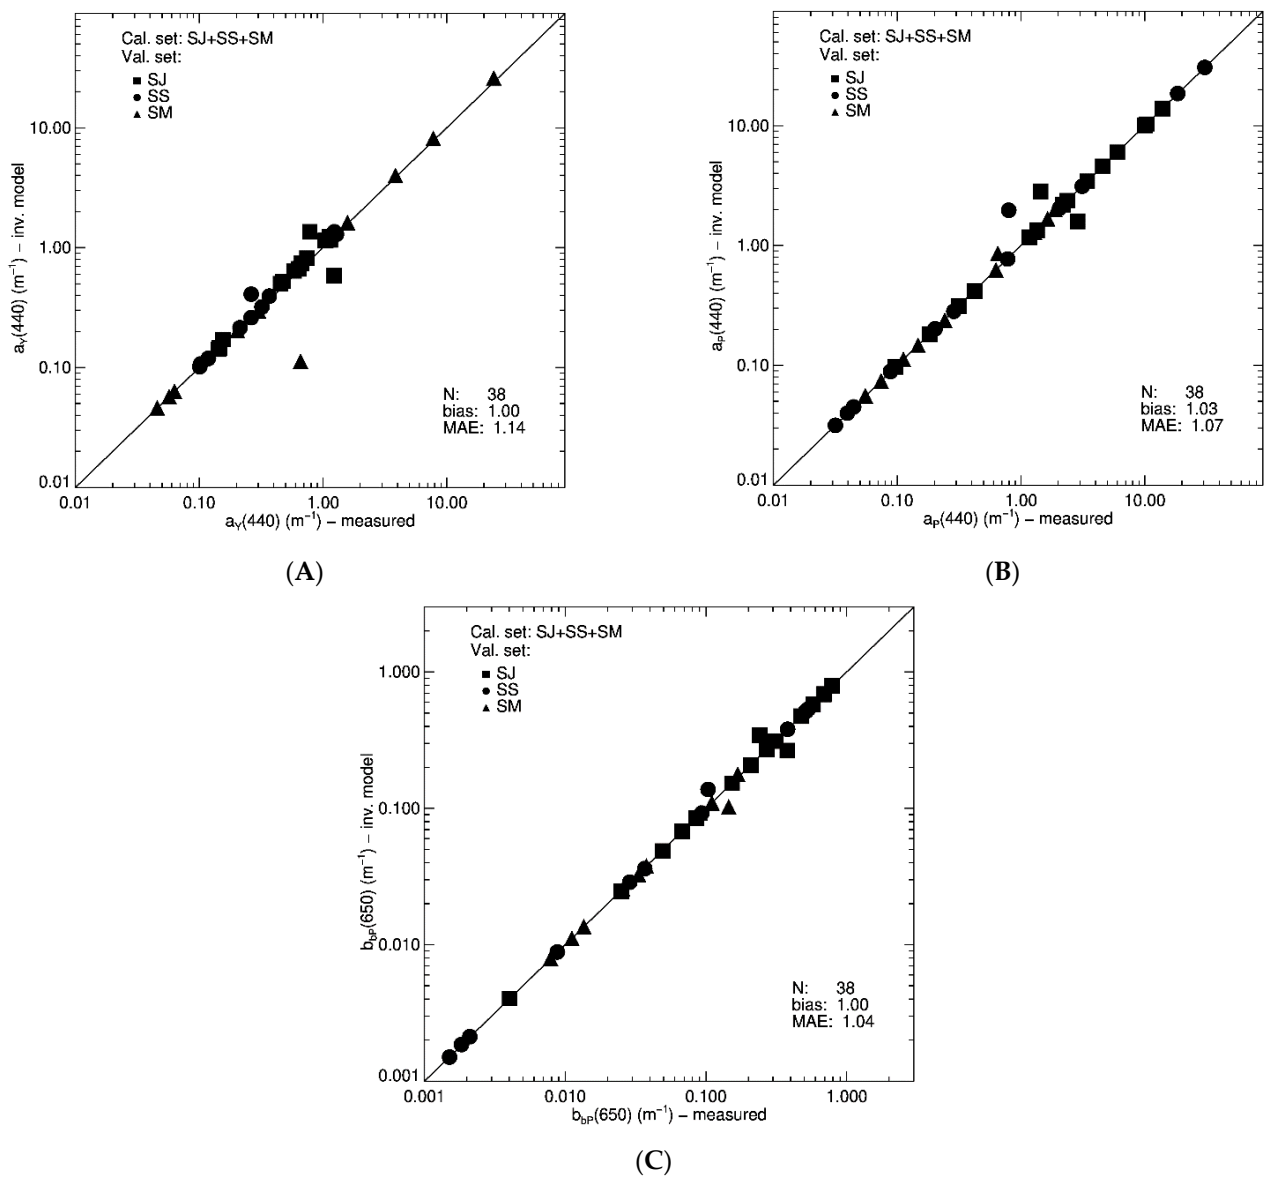 Cal. set: SJ+SS+SM
Val. set:
SJ
SS
SM
10.00
1.00
0.10
0.01
a_Y(440) (m⁻¹) – inv. model
N: 38
bias: 1.00
MAE: 1.14
0.01 0.10 1.00 10.00
a_Y(440) (m⁻¹) – measured
(A)
Cal. set: SJ+SS+SM
Val. set:
SJ
SS
SM
10.00
1.00
0.10
0.01
a_P(440) (m⁻¹) – inv. model
N: 38
bias: 1.03
MAE: 1.07
0.01 0.10 1.00 10.00
a_P(440) (m⁻¹) – measured
(B)
Cal. set: SJ+SS+SM
Val. set:
SJ
SS
SM
1.000
0.100
0.010
0.001
b_bP(650) (m⁻¹) – inv. model
N: 38
bias: 1.00
MAE: 1.04
0.001 0.010 0.100 1.000
b_bP(650) (m⁻¹) – measured
(C)